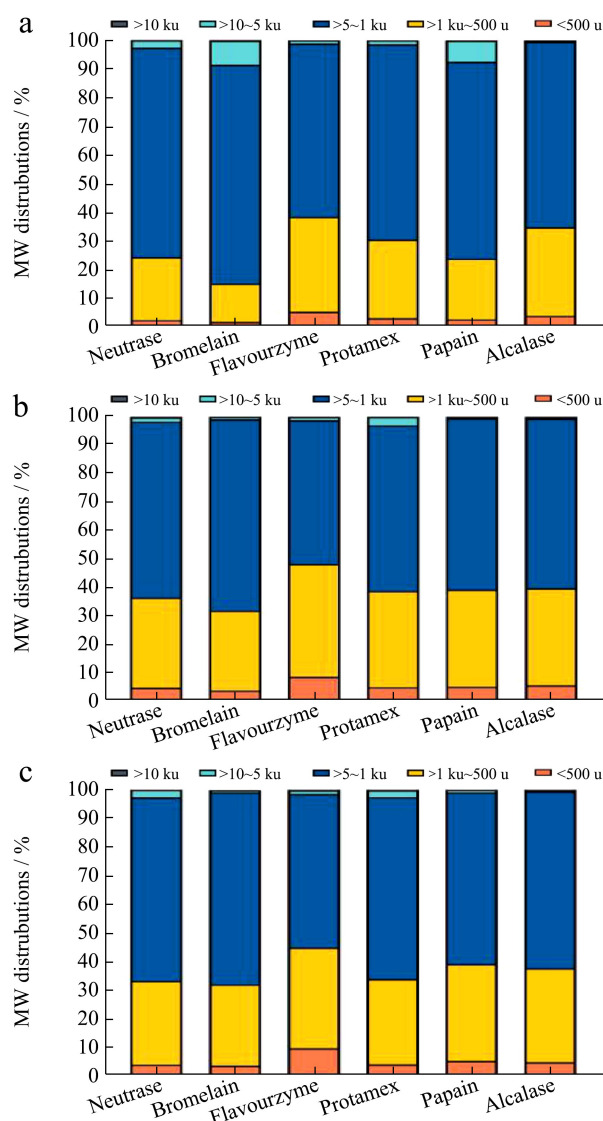 a
>10 ku >10~5 ku >5~1 ku >1 ku~500 u <500 u
100
90
80
70
60
50
40
30
20
10
0
MW distrubutions / %
Neutrase Bromelain Flavourzyme Protamex Papain Alcalase
b
>10 ku >10~5 ku >5~1 ku >1 ku~500 u <500 u
100
90
80
70
60
50
40
30
20
10
0
MW distrubutions / %
Neutrase Bromelain Flavourzyme Protamex Papain Alcalase
c
>10 ku >10~5 ku >5~1 ku >1 ku~500 u <500 u
100
90
80
70
60
50
40
30
20
10
0
MW distrubutions / %
Neutrase Bromelain Flavourzyme Protamex Papain Alcalase